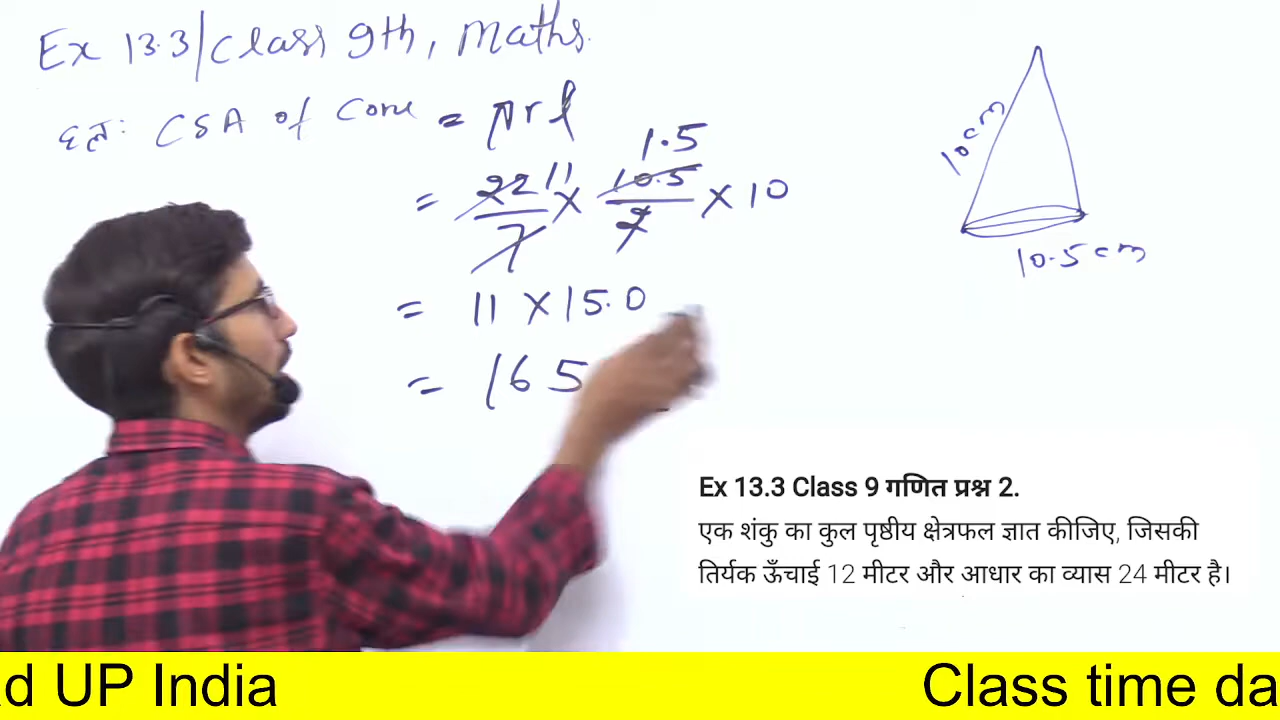 Ex 13.3/Class 9th, Maths.
हल: CSA of Cone = πrl
= 22/7 11 × 10.5/2 1.5 × 10
= 11 × 15.0
= 165
10cm
10.5cm
Ex 13.3 Class 9 गणित प्रश्न 2.
एक शंकु का कुल पृष्ठीय क्षेत्रफल ज्ञात कीजिए, जिसकी
तिर्यक ऊँचाई 12 मीटर और आधार का व्यास 24 मीटर है।
d UP India Class time da